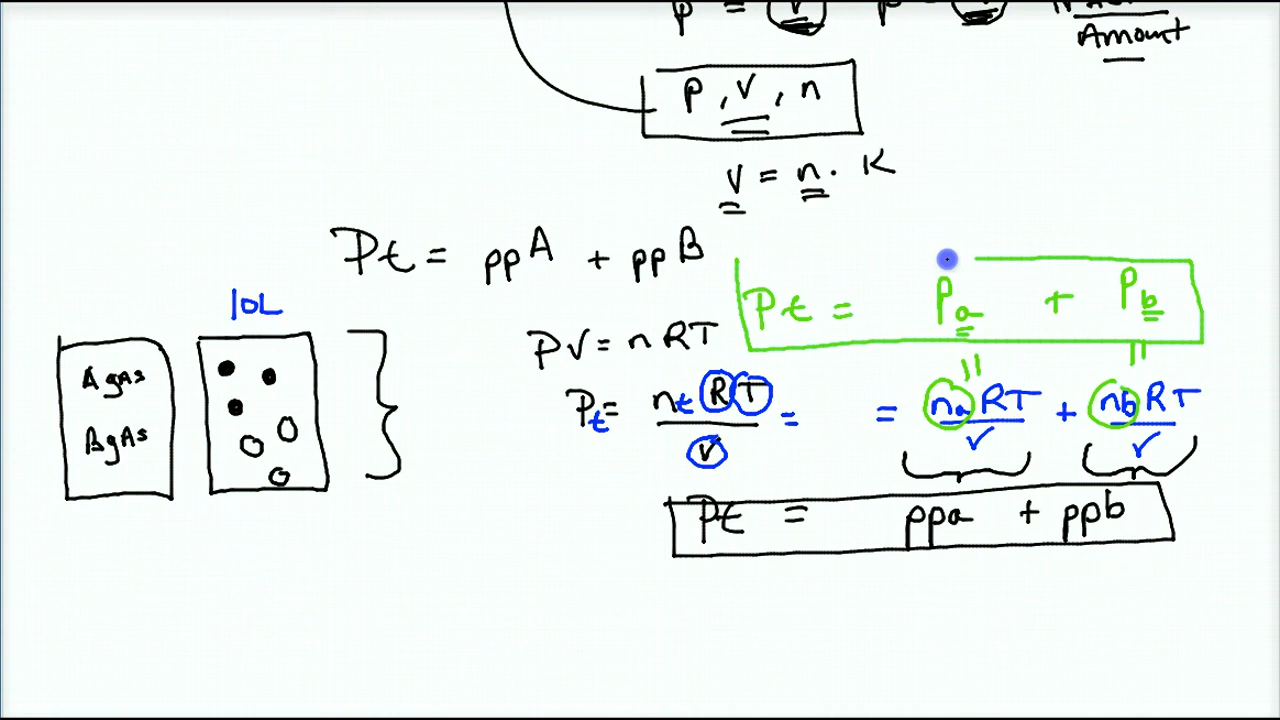 p = v p =
Amount
P, V, n
v = n . K
Pt = ppA + ppB
10L
Pt = Pa + Pb
PV = nRT
A gAs
B gAs
Pt = nt RT / v = = na RT / v + nb RT / v
Pt = ppa + ppb